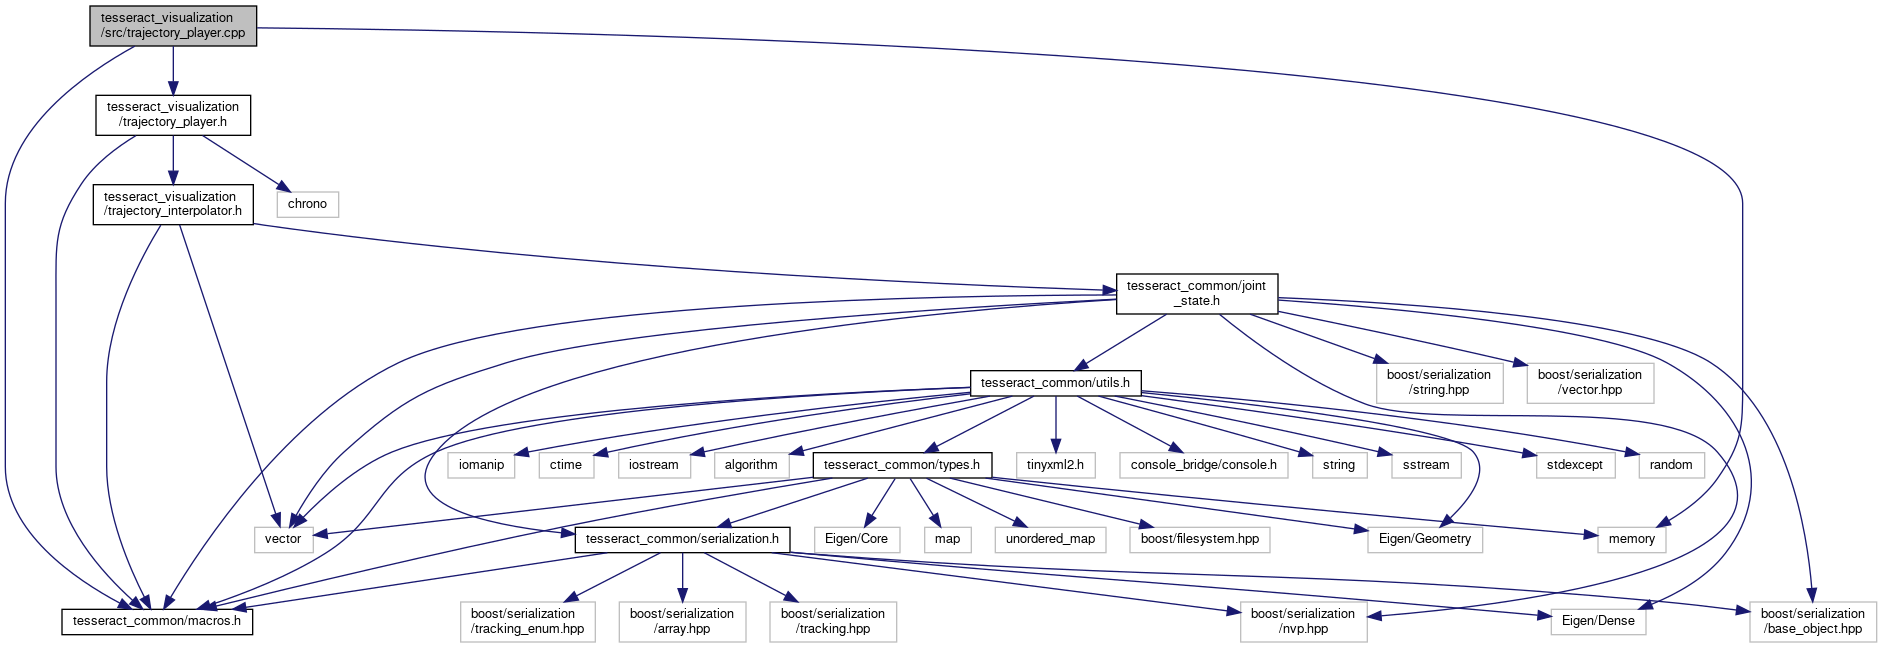 tesseract_visualization
/src/trajectory_player.cpp
tesseract_visualization
/trajectory_player.h
tesseract_visualization
/trajectory_interpolator.h
chrono
tesseract_common/joint
_state.h
tesseract_common/utils.h
boost/serialization
/string.hpp
boost/serialization
/vector.hpp
iomanip
ctime
iostream
algorithm
tesseract_common/types.h
tinyxml2.h
console_bridge/console.h
string
sstream
stdexcept
random
vector
tesseract_common/serialization.h
Eigen/Core
map
unordered_map
boost/filesystem.hpp
Eigen/Geometry
memory
tesseract_common/macros.h
boost/serialization
/tracking_enum.hpp
boost/serialization
/array.hpp
boost/serialization
/tracking.hpp
boost/serialization
/nvp.hpp
Eigen/Dense
boost/serialization
/base_object.hpp